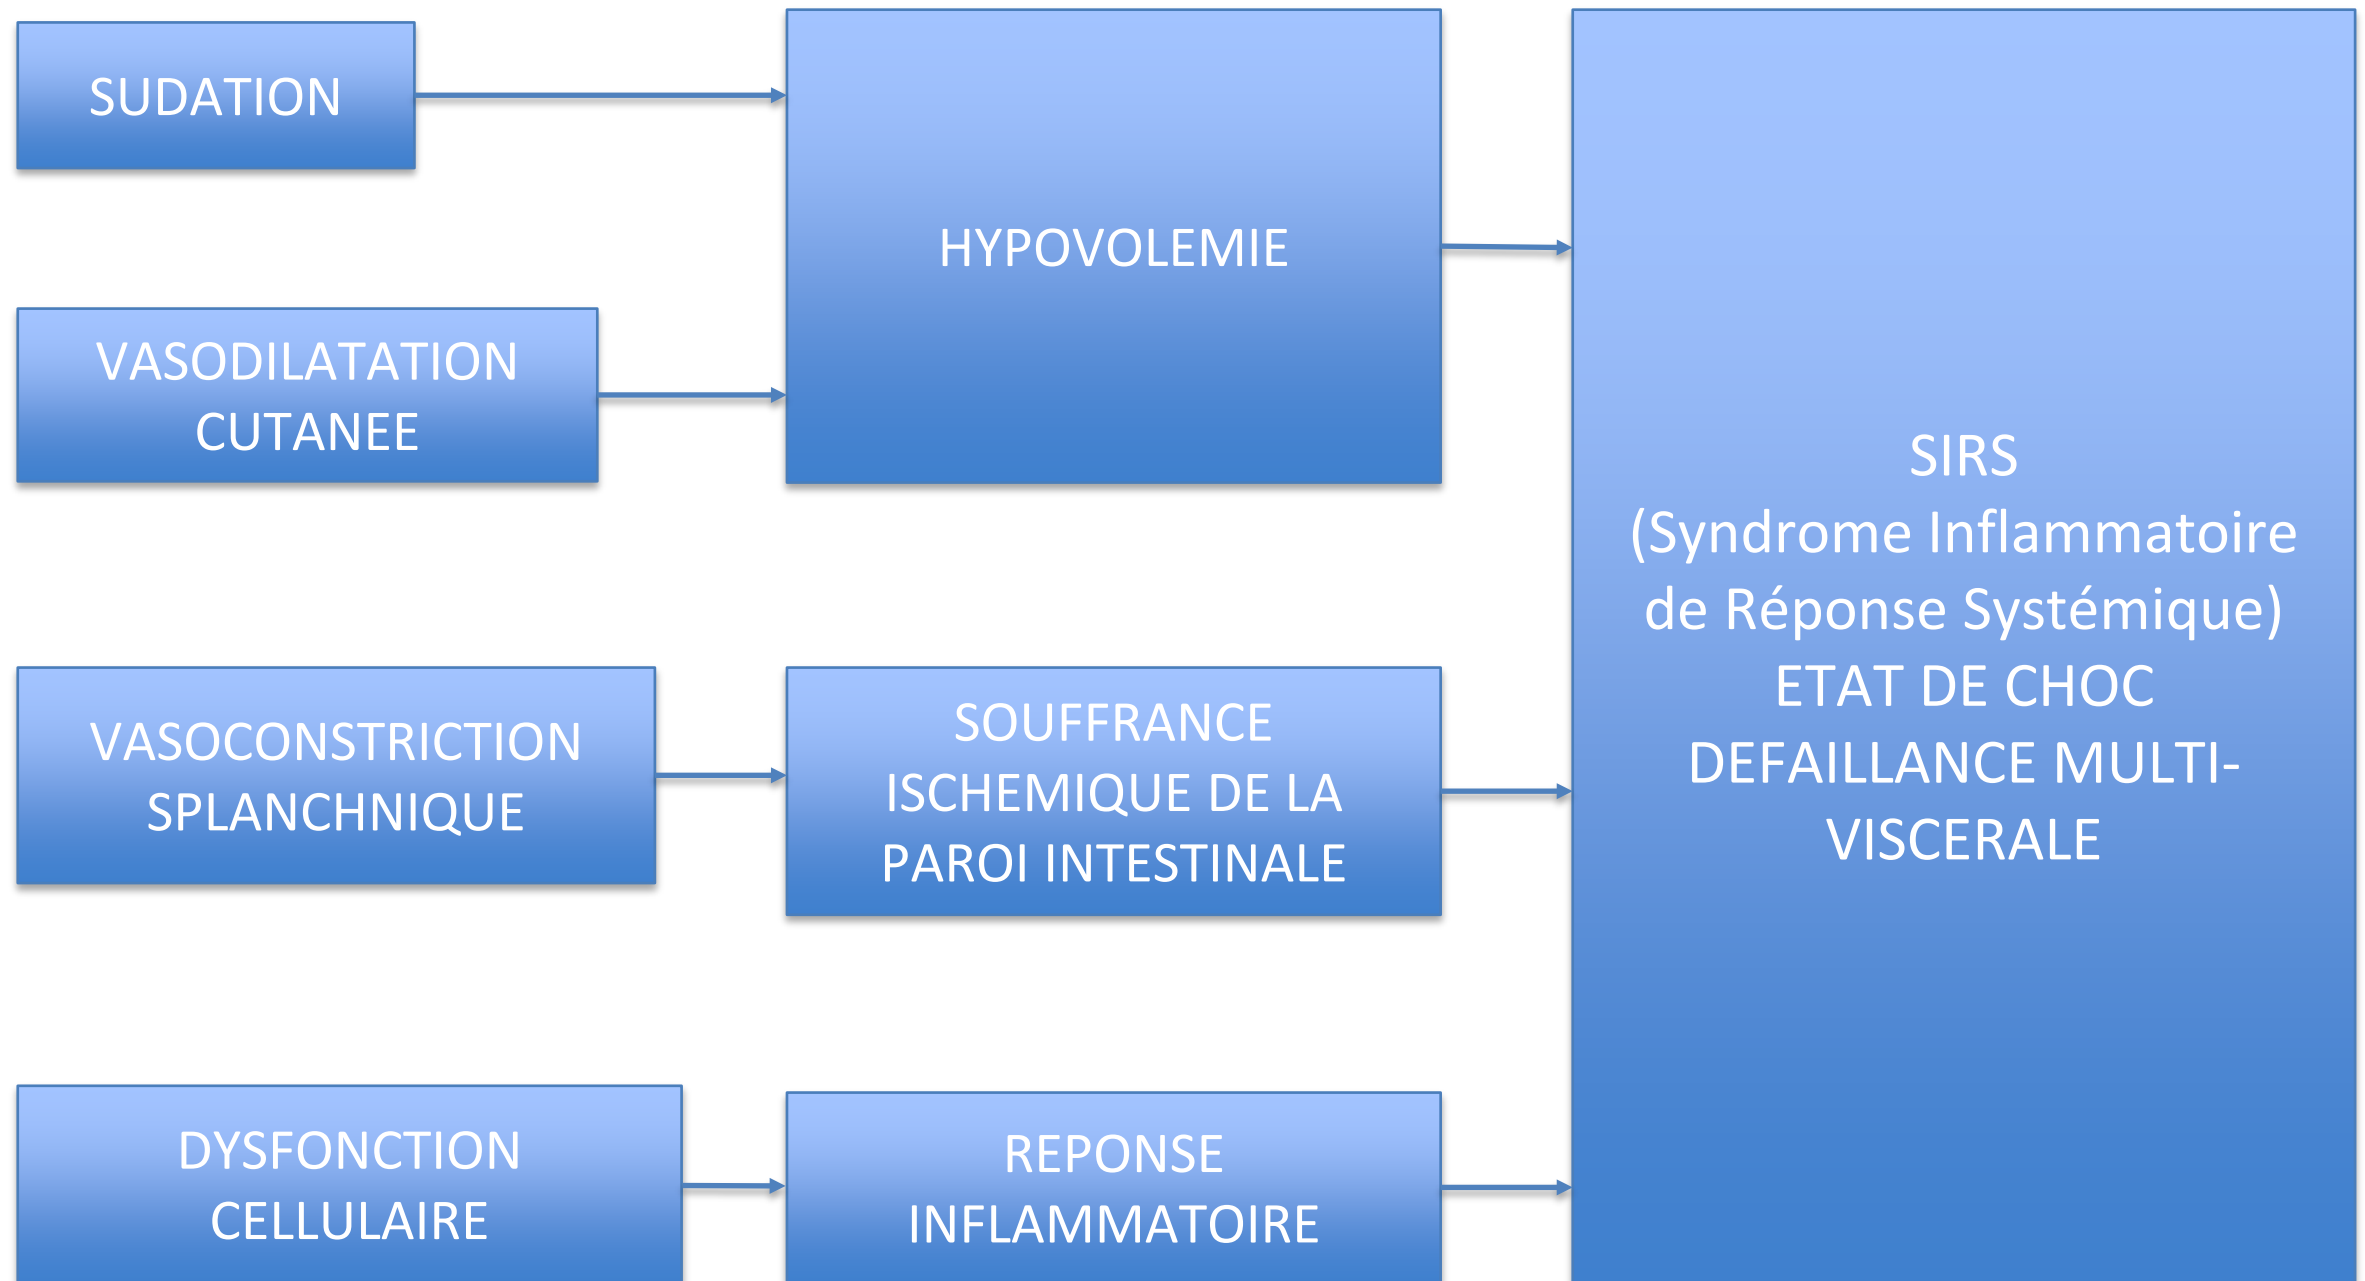 SUDATION
HYPOVOLEMIE
VASODILATATION
CUTANEE
VASOCONSTRICTION
SPLANCHNIQUE
SOUFFRANCE
ISCHEMIQUE DE LA
PAROI INTESTINALE
DYSFONCTION
CELLULAIRE
REPONSE
INFLAMMATOIRE
SIRS
(Syndrome Inflammatoire
de Réponse Systémique)
ETAT DE CHOC
DEFAILLANCE MULTI-
VISCERALE